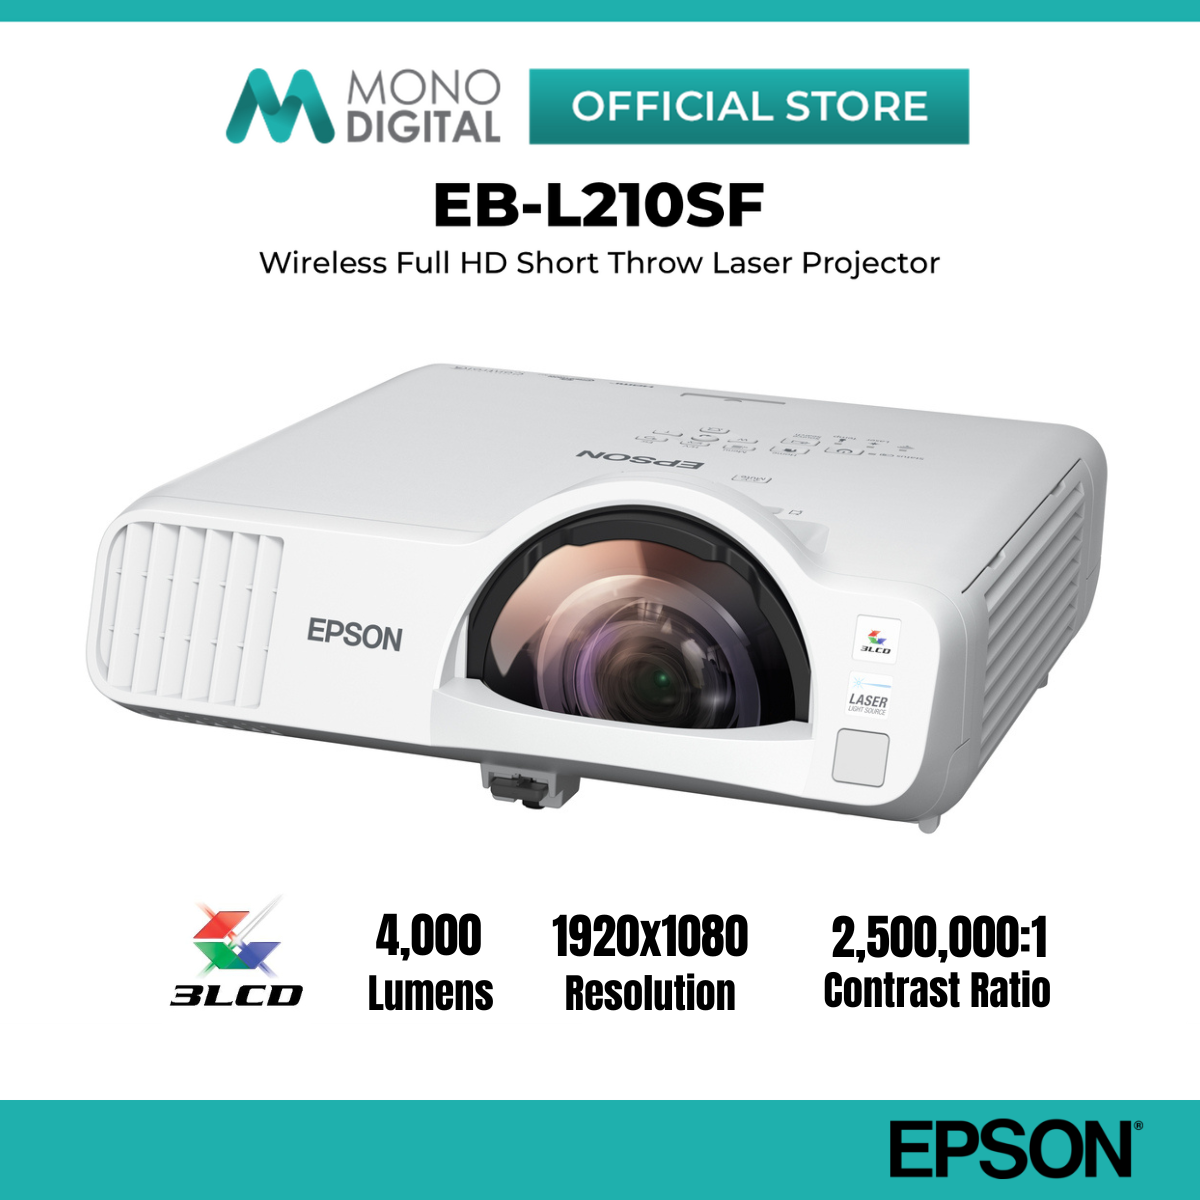 MONO
DIGITAL
OFFICIAL STORE
EB-L210SF
Wireless Full HD Short Throw Laser Projector
EPSON
EPSON
3LCD
LASER
LIGHT SOURCE
3LCD
4,000
Lumens
1920x1080
Resolution
2,500,000:1
Contrast Ratio
EPSON®